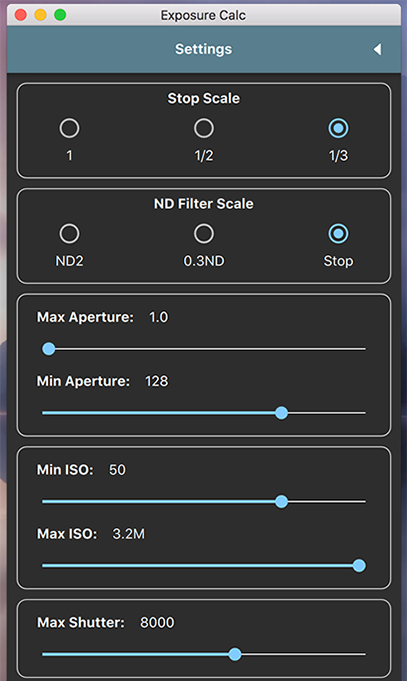 Exposure Calc
Settings
Stop Scale
1 1/2 1/3
ND Filter Scale
ND2 0.3ND Stop
Max Aperture: 1.0
Min Aperture: 128
Min ISO: 50
Max ISO: 3.2M
Max Shutter: 8000